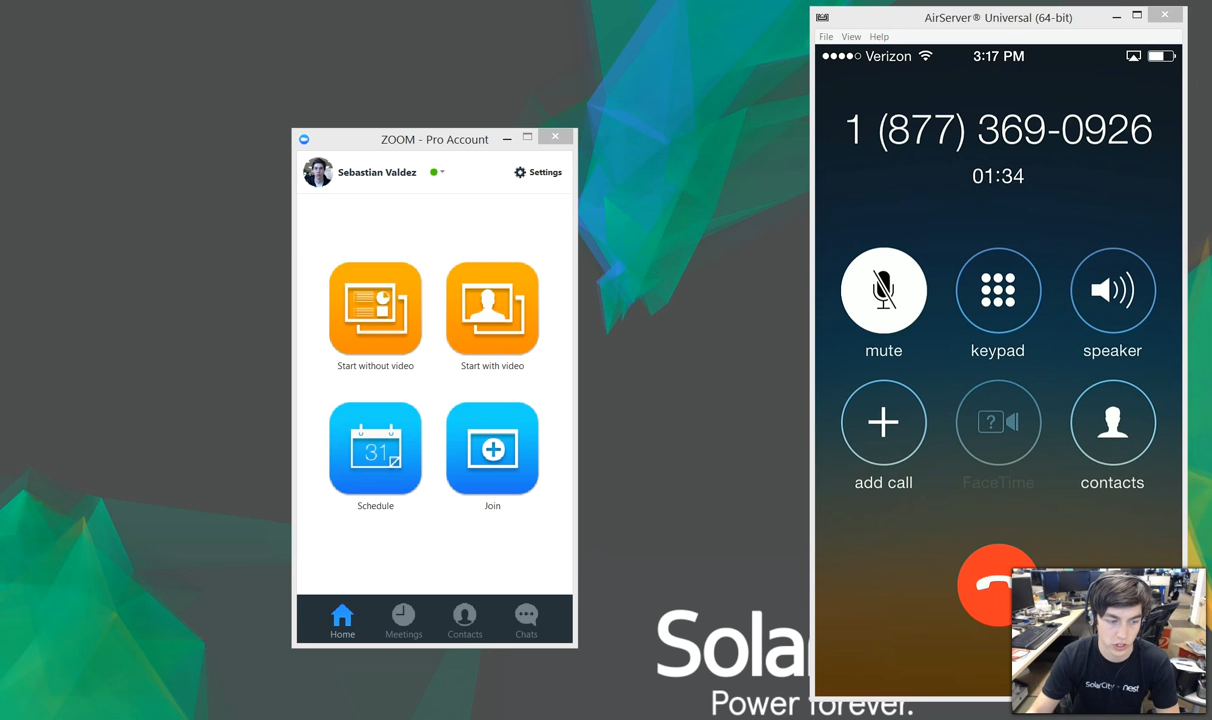 ZOOM - Pro Account
Sebastian Valdez
Settings
Start without video
Start with video
31
Schedule
Join
Home
Meetings
Contacts
Chats
AirServer® Universal (64-bit)
File View Help
Verizon
3:17 PM
1 (877) 369-0926
01:34
mute
keypad
speaker
?
add call
FaceTime
contacts
Sola
Power forever.
SolarCity nest